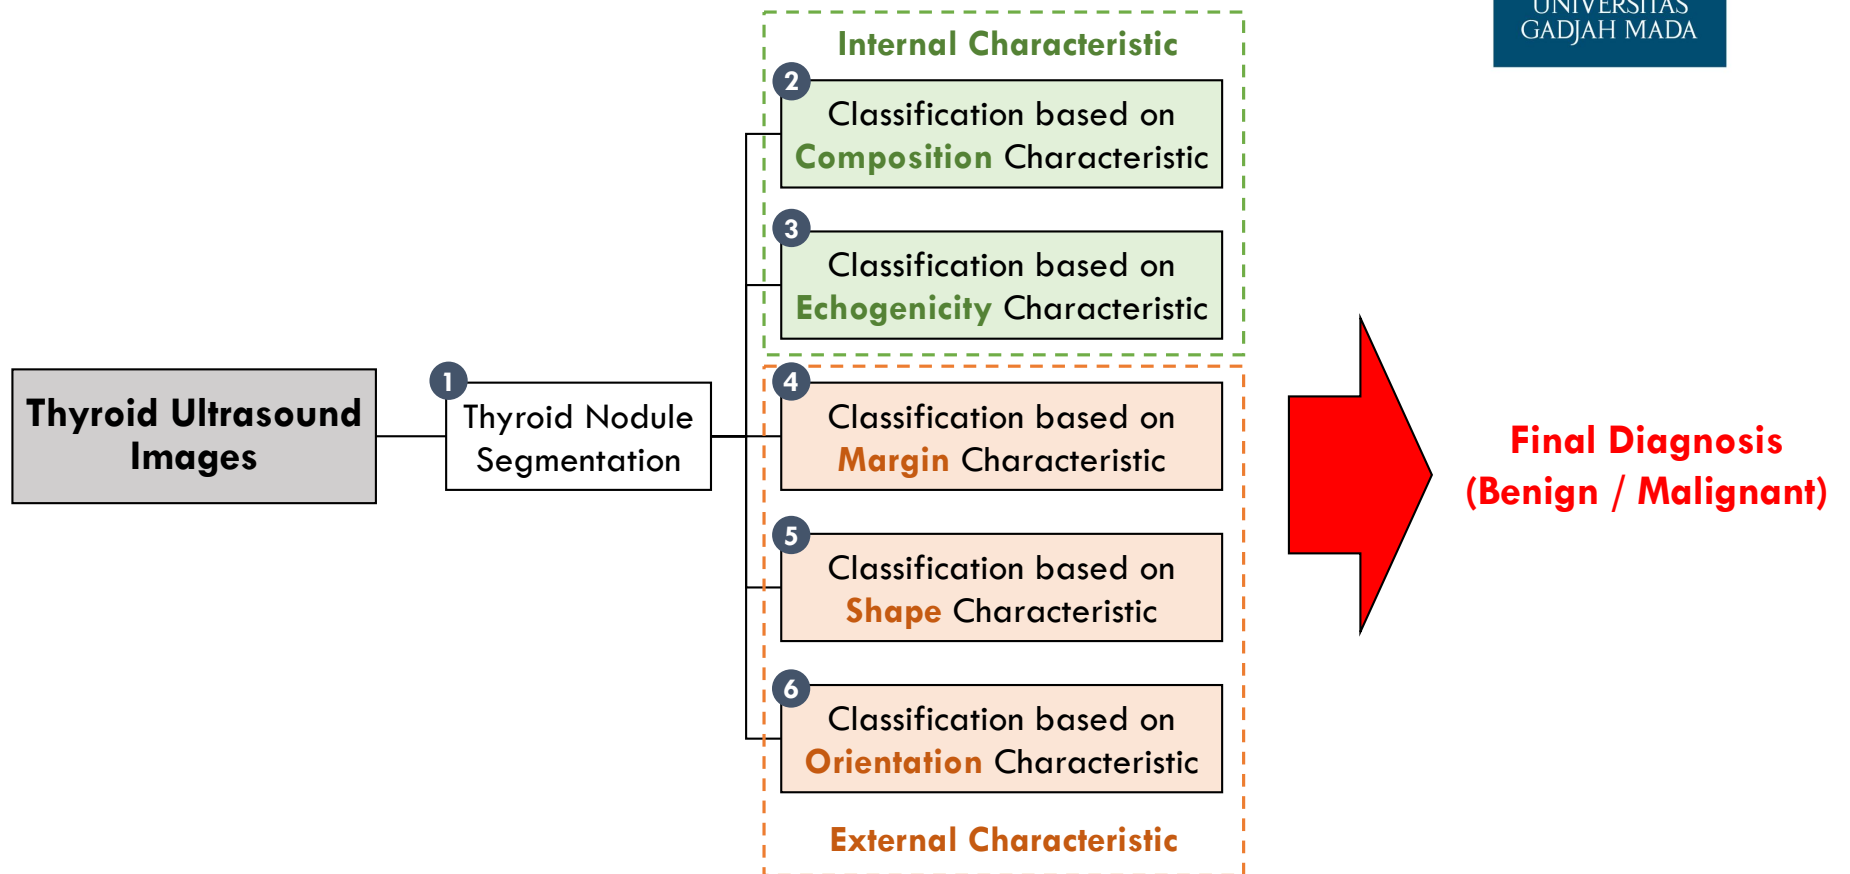 UNIVERSITAS
GADJAH MADA
Internal Characteristic
2
Classification based on
Composition Characteristic
3
Classification based on
Echogenicity Characteristic
Thyroid Ultrasound
Images
1
Thyroid Nodule
Segmentation
4
Classification based on
Margin Characteristic
5
Classification based on
Shape Characteristic
6
Classification based on
Orientation Characteristic
External Characteristic
Final Diagnosis
(Benign / Malignant)